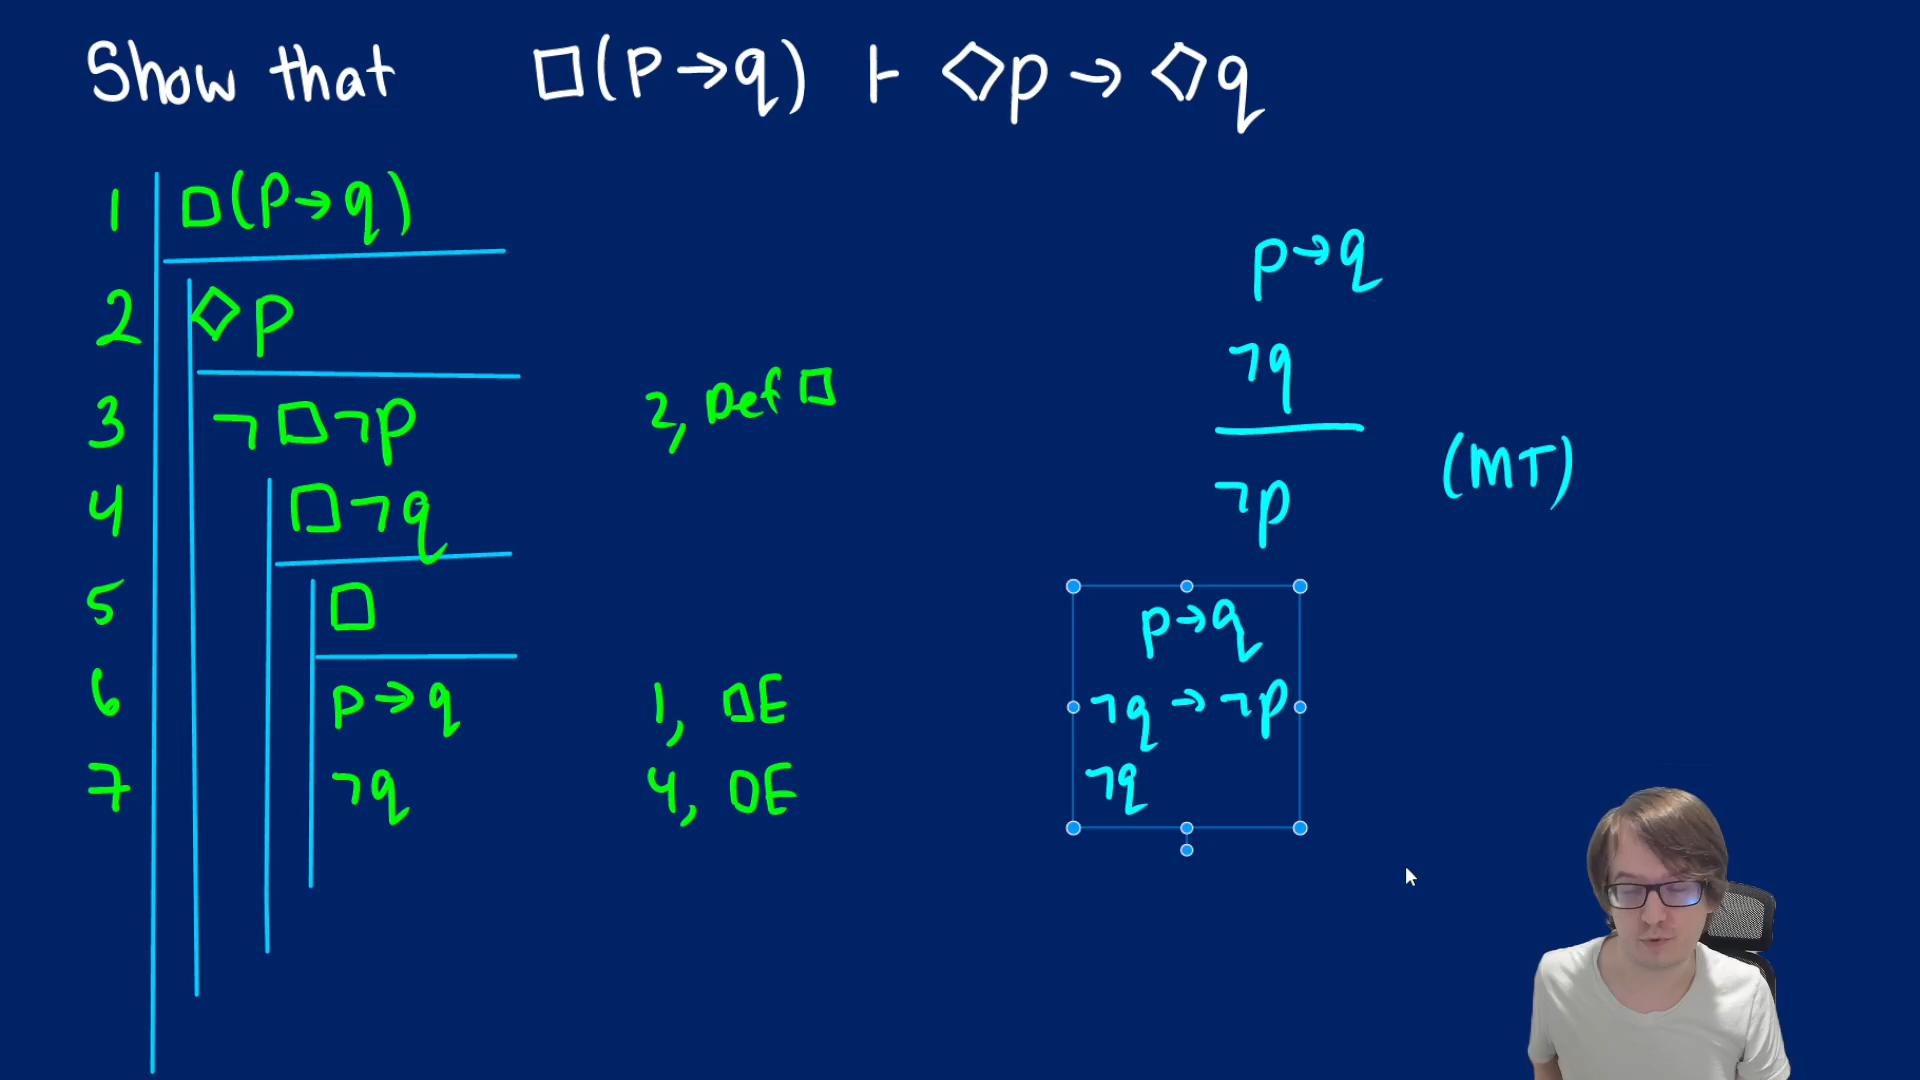 Show that □(P→q) ⊢ ◇p → ◇q
1 □(P→q)
2 ◇p
3 ¬□¬p 2, Def □
4 □¬q
5 □
6 p→q 1, □E
7 ¬q 4, □E
p→q
¬q
¬p (MT)
p→q
¬q → ¬p
¬q